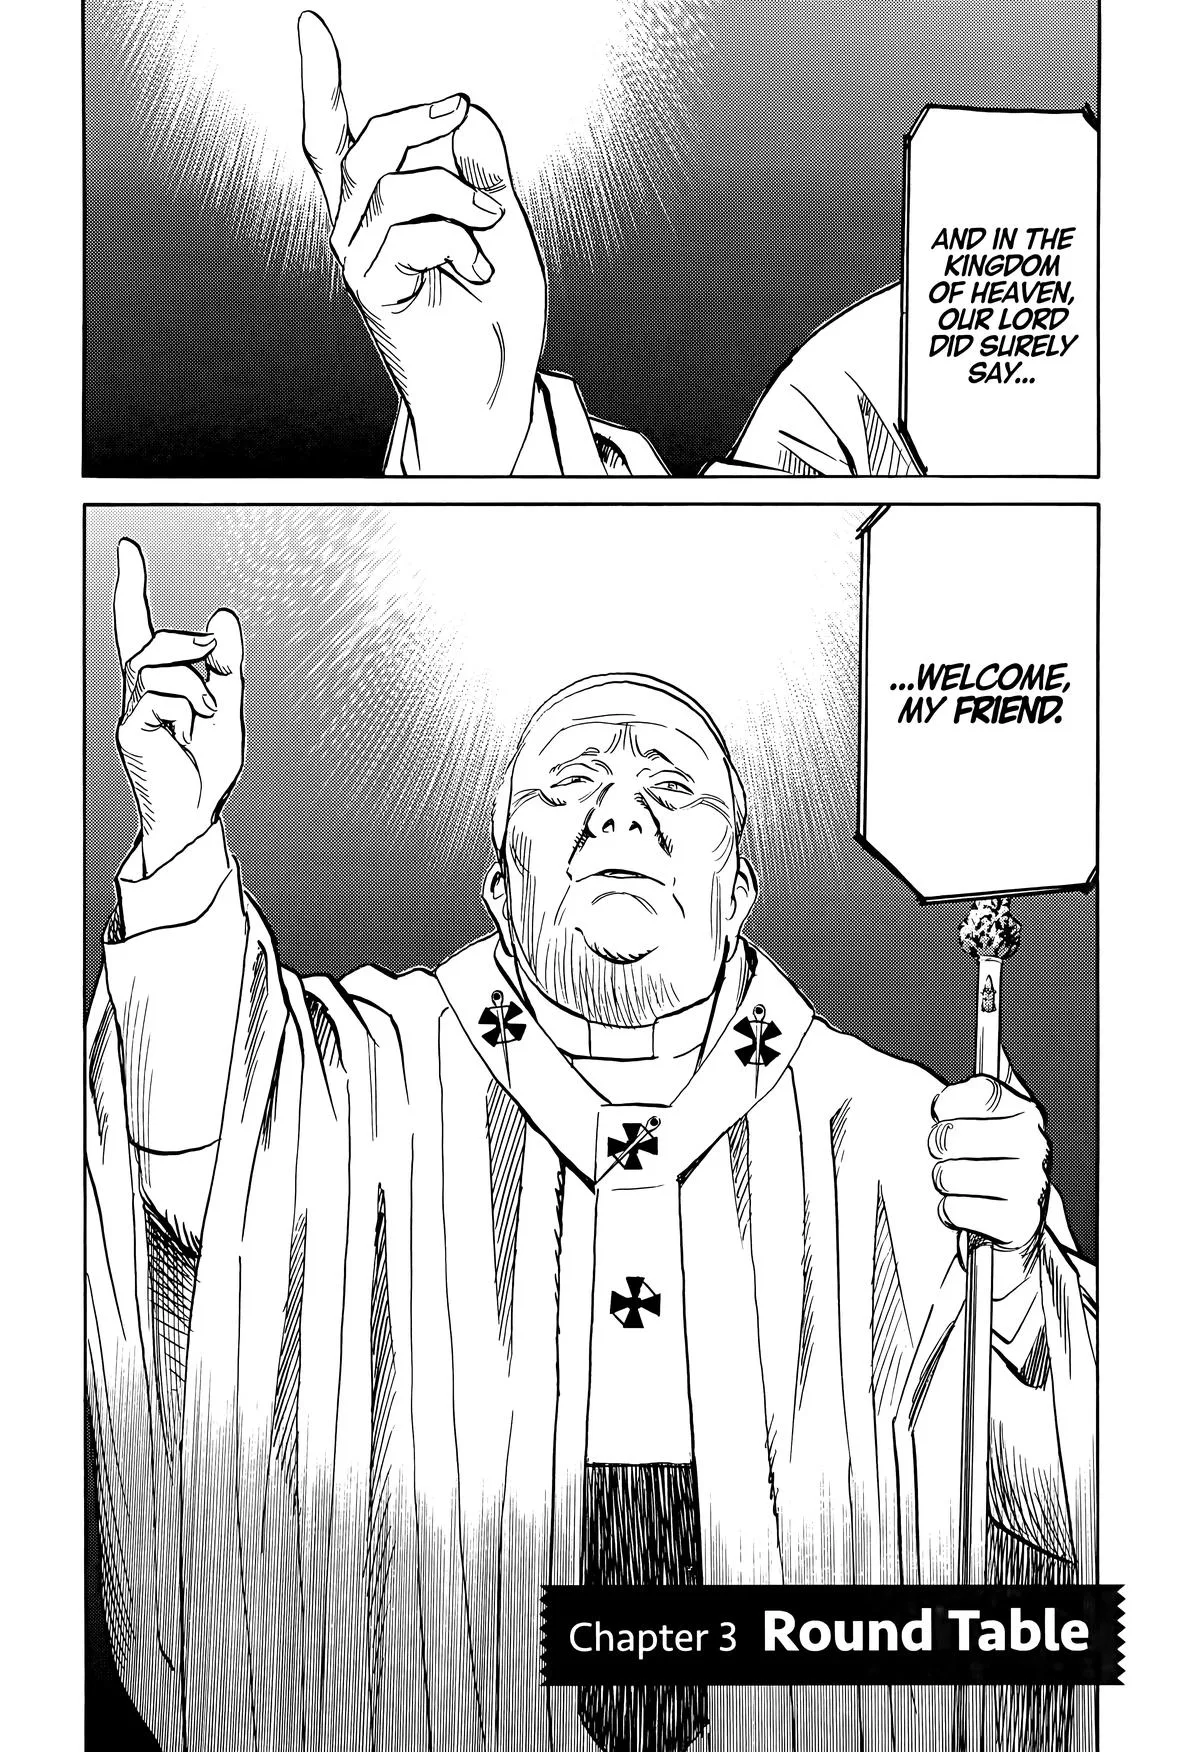 AND IN THE
KINGDOM
OF HEAVEN,
OUR LORD
DID SURELY
SAY...
...WELCOME,
MY FRIEND.
Chapter 3 Round Table